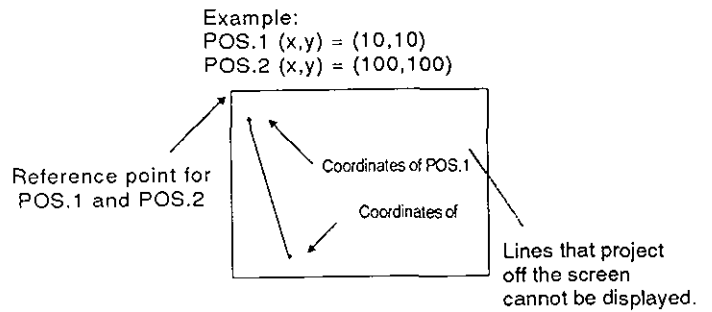 Example:
POS.1 (x,y) = (10,10)
POS.2 (x,y) = (100,100)
Reference point for
POS.1 and POS.2
Coordinates of POS.1
Coordinates of
Lines that project
off the screen
cannot be displayed.